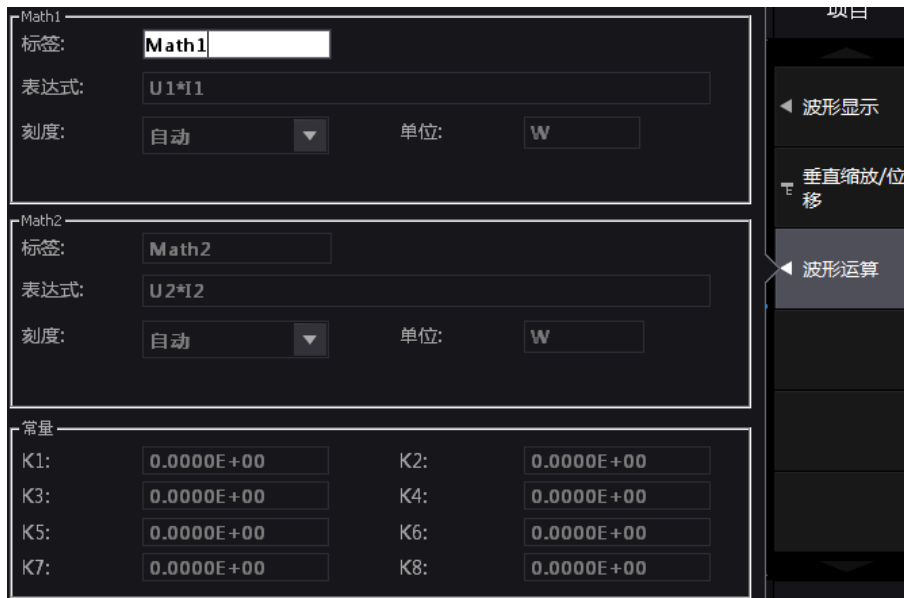 Math1
标签: Math1
表达式: U1*I1
刻度: 自动 单位: W
Math2
标签: Math2
表达式: U2*I2
刻度: 自动 单位: W
常量
K1: 0.0000E+00 K2: 0.0000E+00
K3: 0.0000E+00 K4: 0.0000E+00
K5: 0.0000E+00 K6: 0.0000E+00
K7: 0.0000E+00 K8: 0.0000E+00
项目
波形显示
垂直缩放/位
移
波形运算